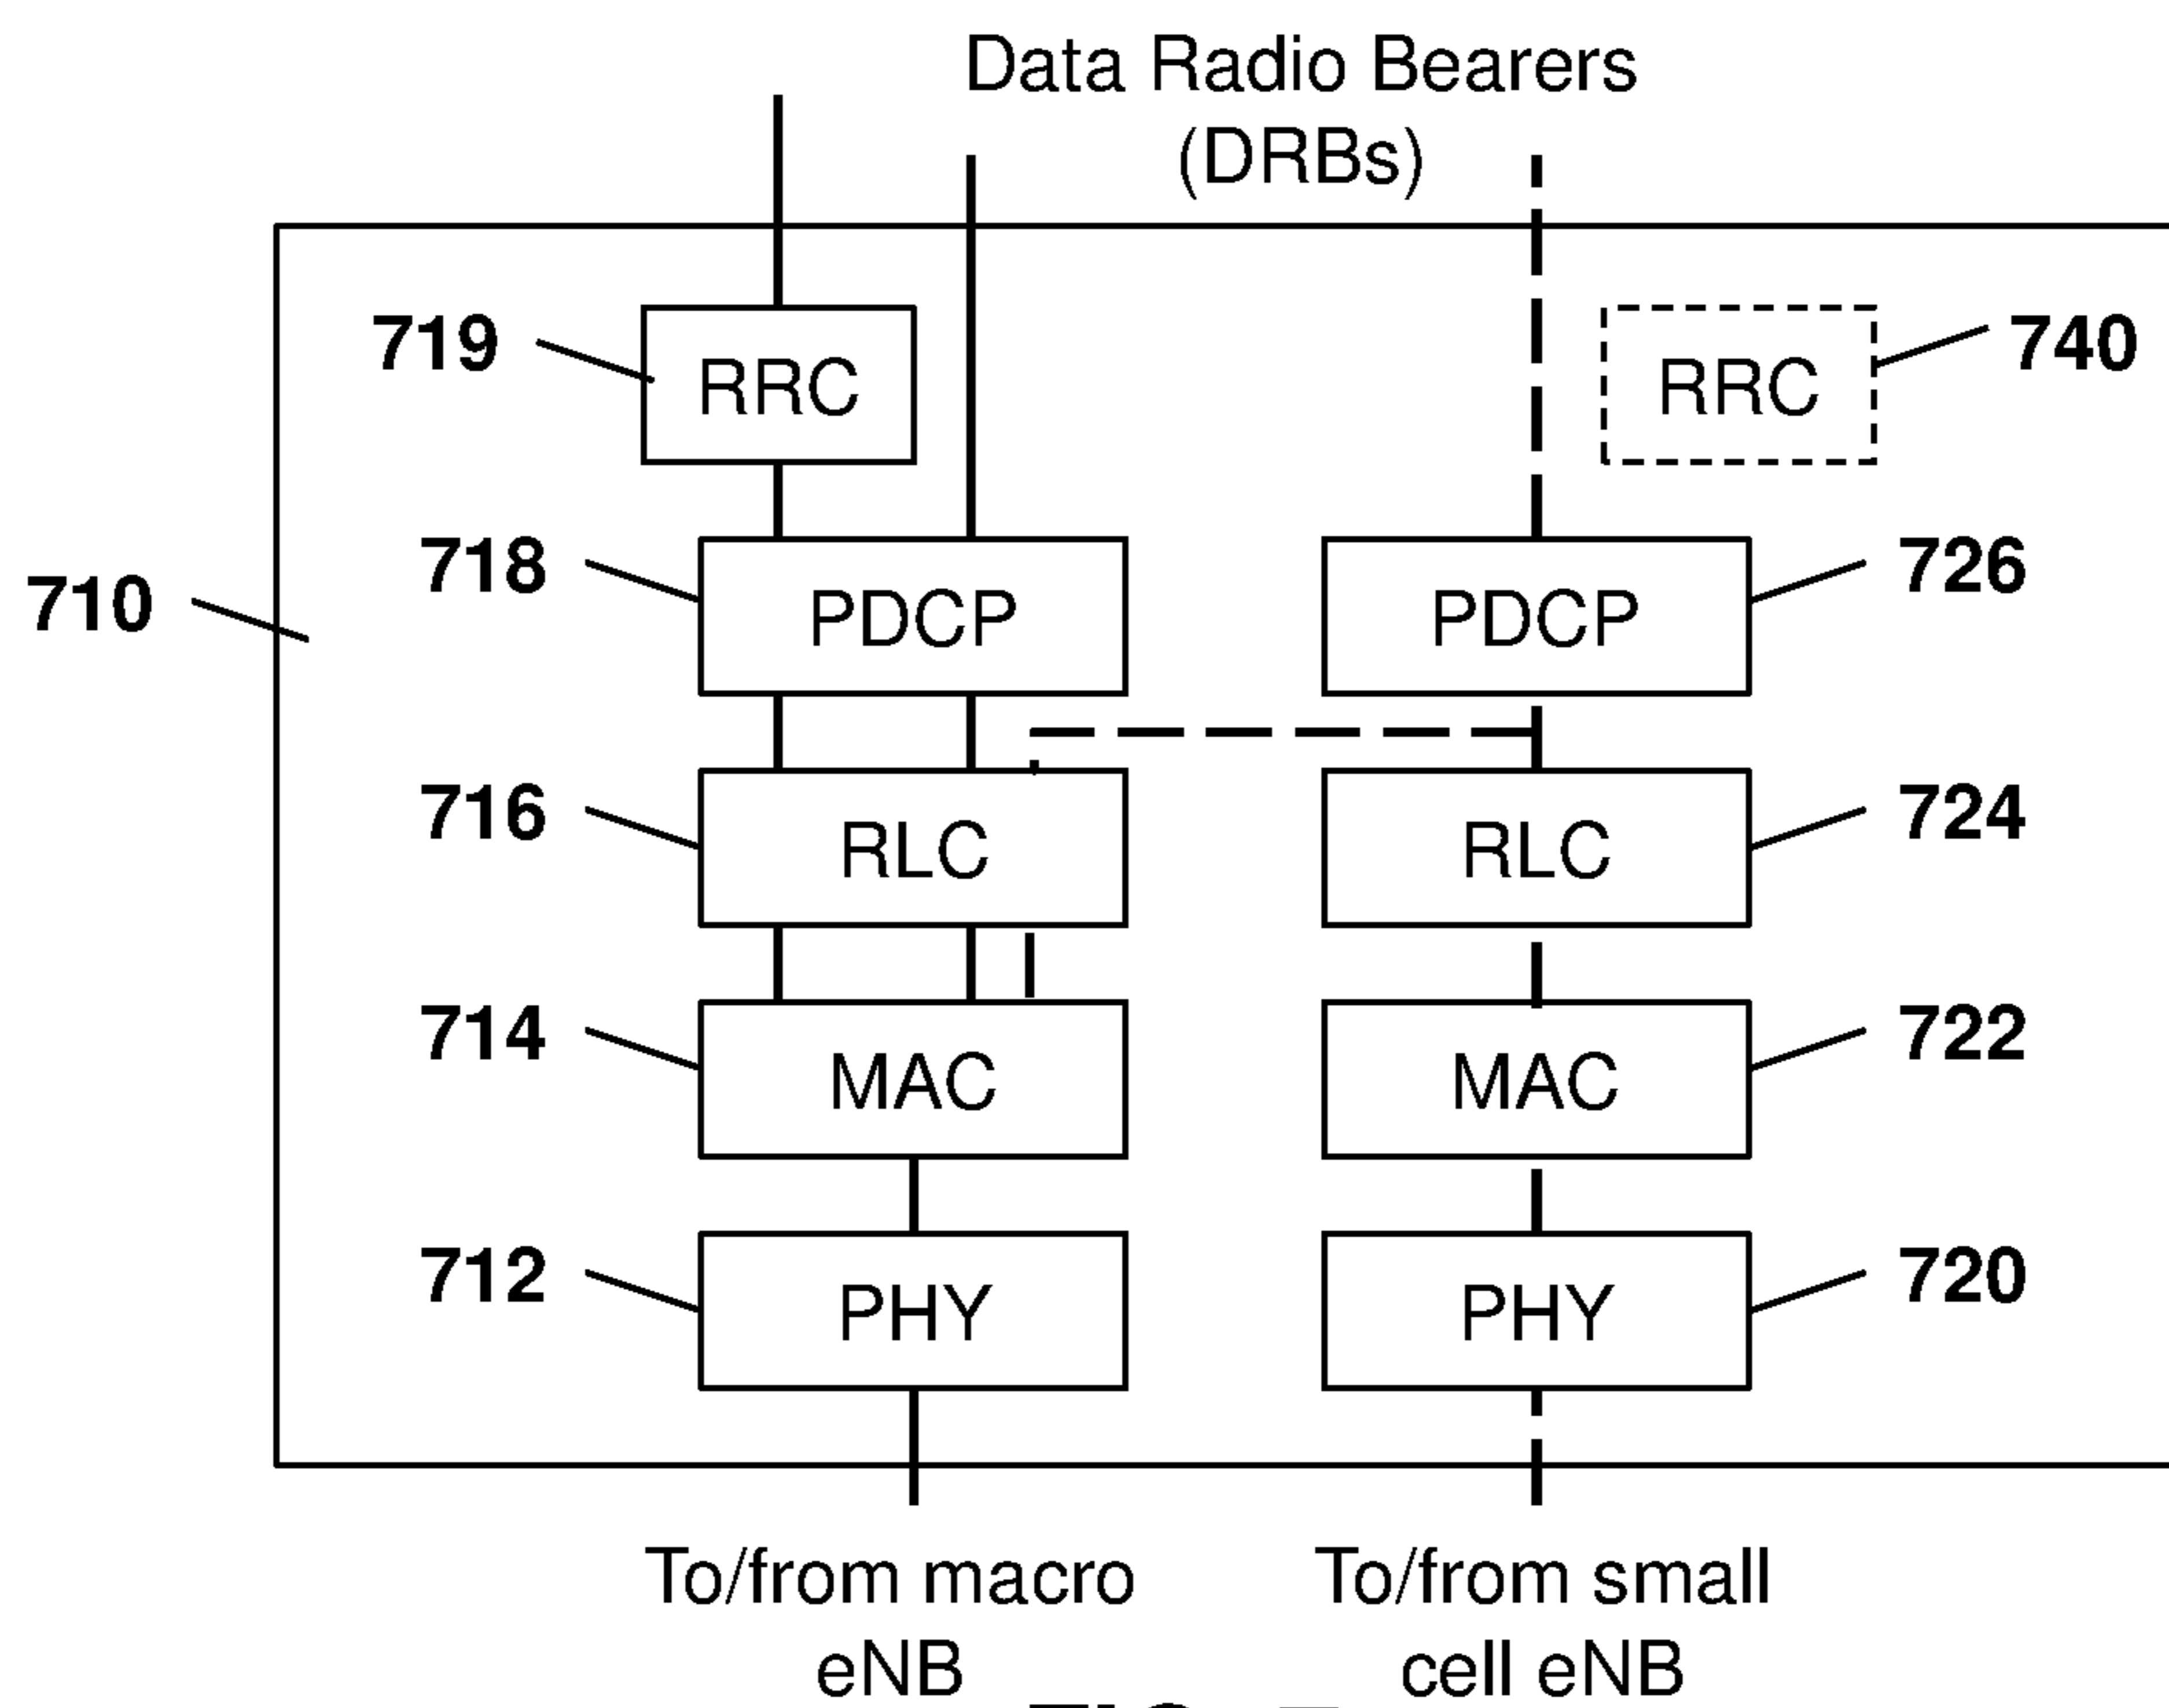 Data Radio Bearers
(DRBs)
719 RRC RRC 740
718 PDCP PDCP 726
710
716 RLC RLC 724
714 MAC MAC 722
712 PHY PHY 720
To/from macro
eNB
To/from small
cell eNB